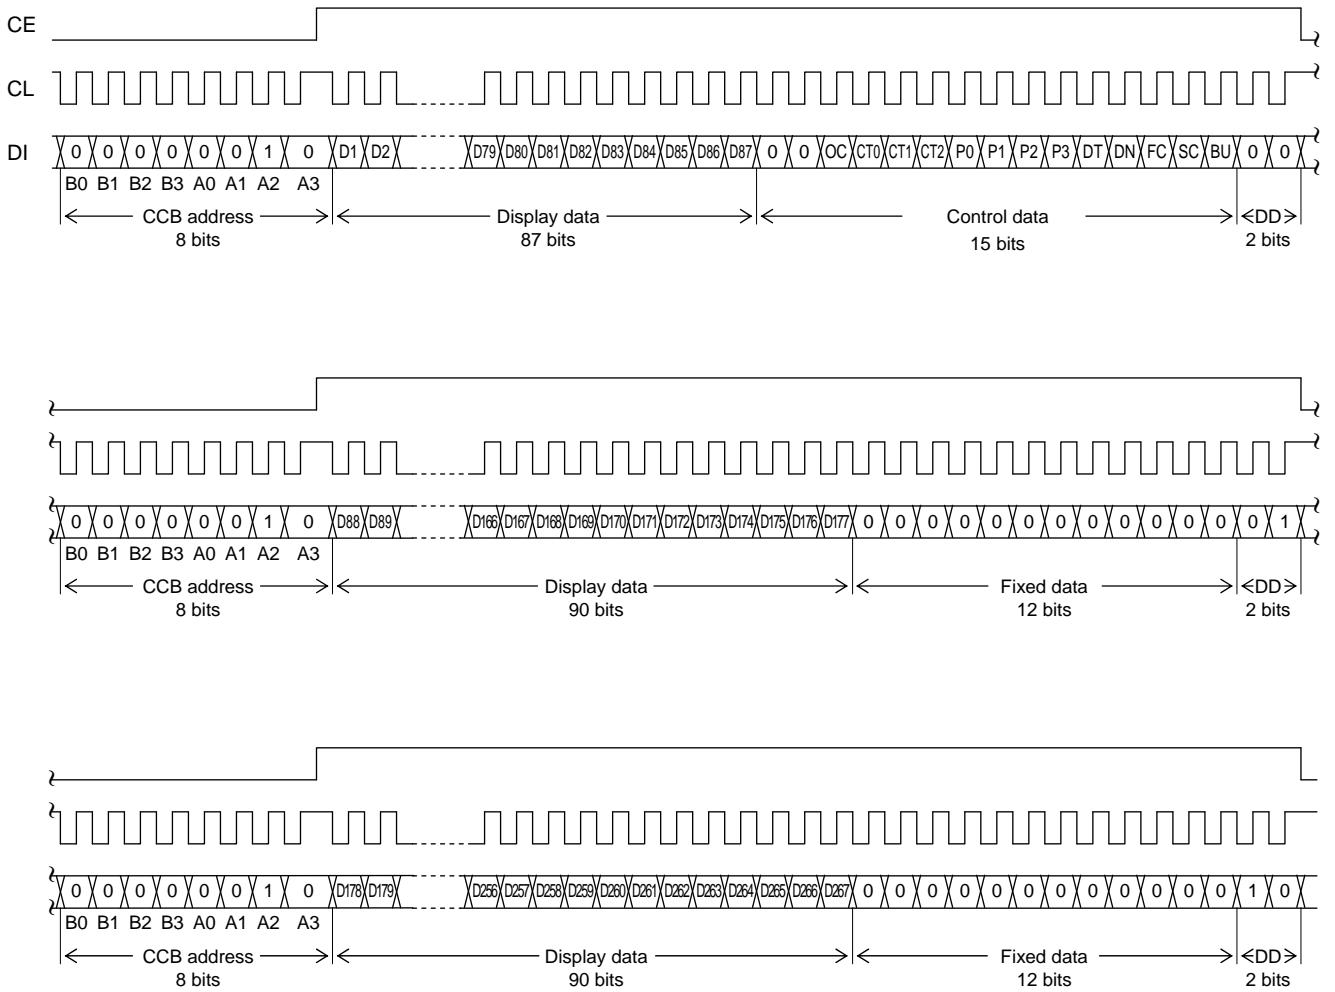 CE
CL
DI 0 0 0 0 0 0 1 0 D1 D2 D79 D80 D81 D82 D83 D84 D85 D86 D87 0 0 OC CT0 CT1 CT2 P0 P1 P2 P3 DT DN FC SC BU 0 0
B0 B1 B2 B3 A0 A1 A2 A3
CCB address Display data Control data DD
8 bits 87 bits 15 bits 2 bits
0 0 0 0 0 0 1 0 D88 D89 D166 D167 D168 D169 D170 D171 D172 D173 D174 D175 D176 D177 0 0 0 0 0 0 0 0 0 0 0 0 0 1
B0 B1 B2 B3 A0 A1 A2 A3
CCB address Display data Fixed data DD
8 bits 90 bits 12 bits 2 bits
0 0 0 0 0 0 1 0 D178 D179 D256 D257 D258 D259 D260 D261 D262 D263 D264 D265 D266 D267 0 0 0 0 0 0 0 0 0 0 0 0 1 0
B0 B1 B2 B3 A0 A1 A2 A3
CCB address Display data Fixed data DD
8 bits 90 bits 12 bits 2 bits